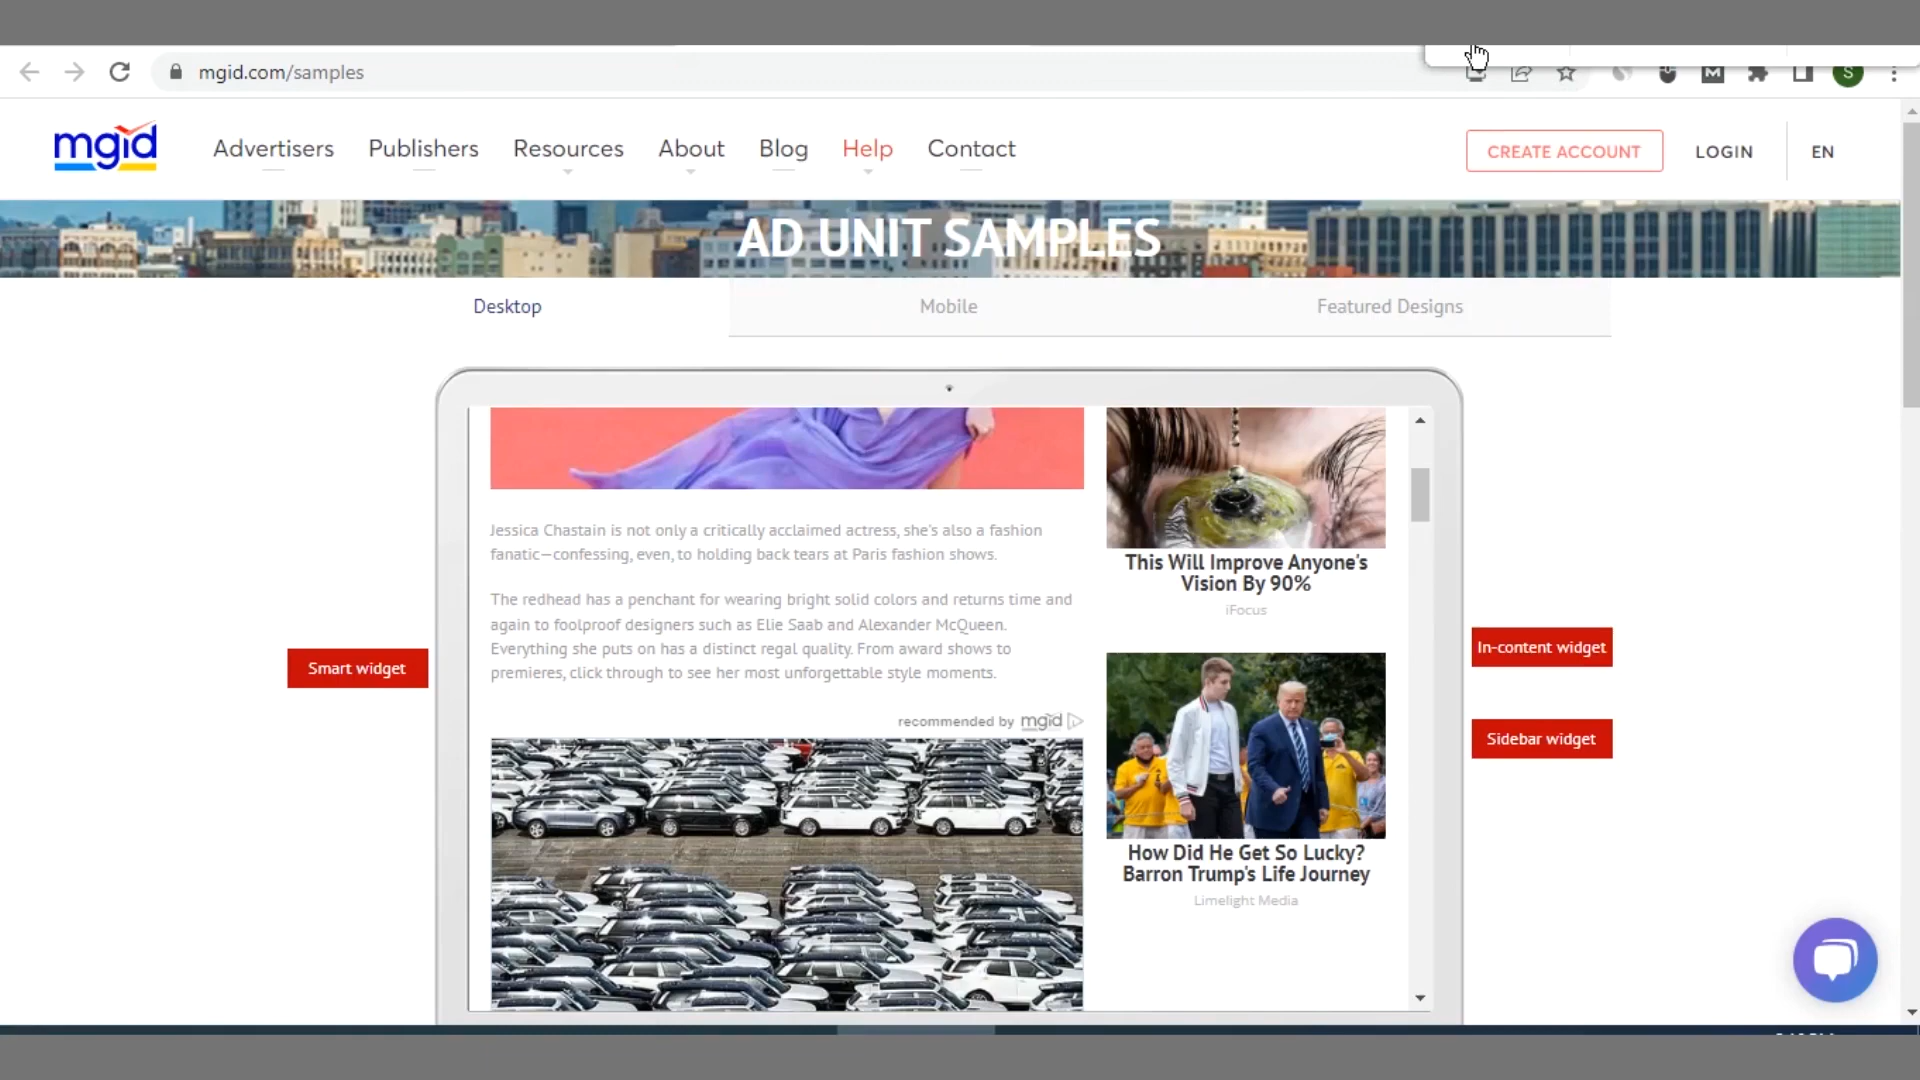 mgid.com/samples
M
S
mgid
Advertisers
Publishers
Resources
About
Blog
Help
Contact
CREATE ACCOUNT
LOGIN
EN
AD UNIT SAMPLES
Desktop
Mobile
Featured Designs
Jessica Chastain is not only a critically acclaimed actress, she's also a fashion
fanatic—confessing, even, to holding back tears at Paris fashion shows.
The redhead has a penchant for wearing bright solid colors and returns time and
again to foolproof designers such as Elie Saab and Alexander McQueen.
Everything she puts on has a distinct regal quality. From award shows to
premieres, click through to see her most unforgettable style moments.
recommended by mgid
This Will Improve Anyone's
Vision By 90%
iFocus
How Did He Get So Lucky?
Barron Trump's Life Journey
Limelight Media
Smart widget
In-content widget
Sidebar widget